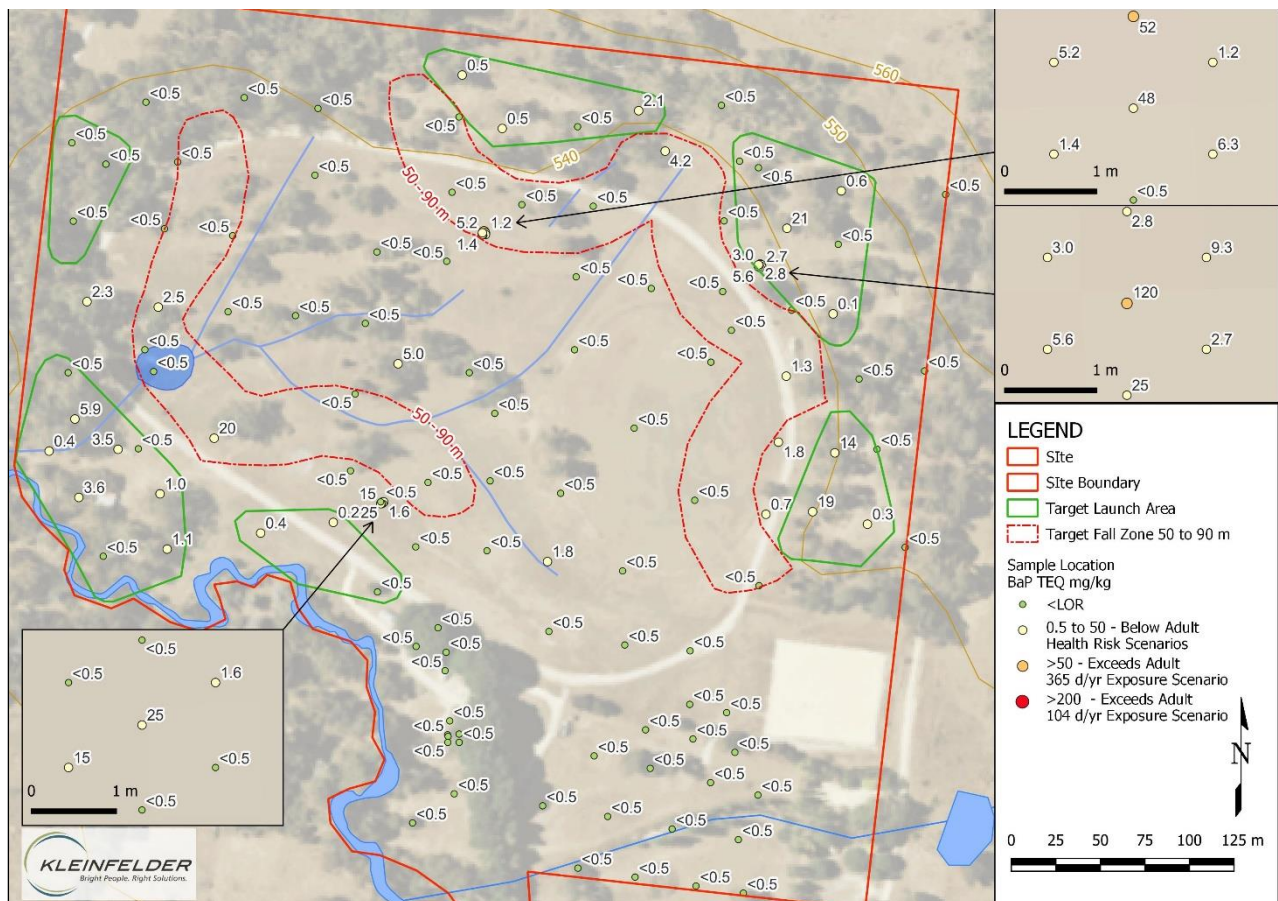 52
5.2
1.2
48
1.4
6.3
0
1 m
<0.5
2.8
3.0
9.3
120
5.6
2.7
0
1 m
25
LEGEND
SIte
SIte Boundary
Target Launch Area
Target Fall Zone 50 to 90 m
Sample Location
BaP TEQ mg/kg
<LOR
0.5 to 50 - Below Adult
Health Risk Scenarios
>50 - Exceeds Adult
365 d/yr Exposure Scenario
>200 - Exceeds Adult
104 d/yr Exposure Scenario
N
0 25 50 75 100 125 m
560
550
540
0.5
<0.5 <0.5 <0.5
<0.5 0.5 <0.5 2.1 <0.5
<0.5
<0.5 <0.5
<0.5 4.2 <0.5
<0.5
50--90-m
<0.5 <0.5 0.6 <0.5
<0.5 <0.5
<0.5 <0.5 <0.5
<0.5 21
5.2 1.2
1.4
<0.5 <0.5
<0.5
3.0 2.7
5.6 2.8
<0.5
<0.5 <0.5
2.3 2.5
<0.5 <0.5 <0.5
<0.5 0.1
<0.5
<0.5 <0.5
<0.5 <0.5
5.0 <0.5 <0.5
1.3 <0.5 <0.5
<0.5 50--90-m
5.9 <0.5 <0.5
0.4 3.5 <0.5 20
1.8 14 <0.5
3.6 1.0 <0.5 <0.5 <0.5
15 <0.5 <0.5
<0.5
0.2 25 1.6
0.4 0.7 19 0.3
<0.5 1.1
<0.5 <0.5 1.8 <0.5 <0.5
<0.5 <0.5
<0.5
<0.5 <0.5 <0.5
<0.5 <0.5 <0.5
<0.5
<0.5 <0.5
<0.5 <0.5
<0.5 <0.5 <0.5
<0.5 <0.5
<0.5 <0.5
<0.5 <0.5 <0.5
<0.5 <0.5 <0.5
<0.5 <0.5
<0.5 <0.5
<0.5
<0.5 1.6
25
15 <0.5
0
1 m
<0.5
KLEINFELDER
Bright People. Right Solutions.